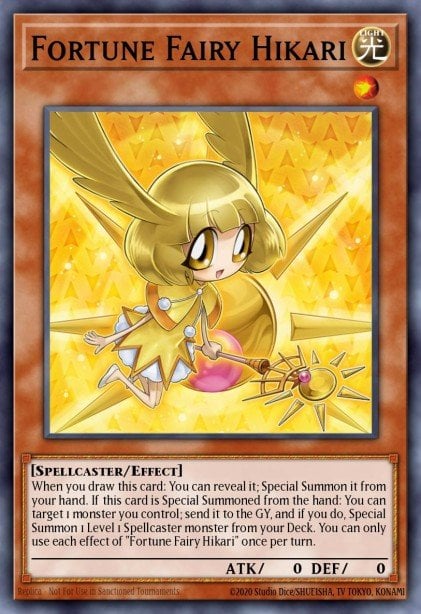 FORTUNE FAIRY HIKARI
LIGHT
光
[SPELLCASTER/EFFECT]
When you draw this card: You can reveal it; Special Summon it from
your hand. If this card is Special Summoned from the hand: You can
target 1 monster you control; send it to the GY, and if you do, Special
Summon 1 Level 1 Spellcaster monster from your Deck. You can only
use each effect of "Fortune Fairy Hikari" once per turn.
ATK/ 0 DEF/ 0
Replica - Not For Use in Sanctioned Tournaments
©2020 Studio Dice/SHUEISHA, TV TOKYO, KONAMI